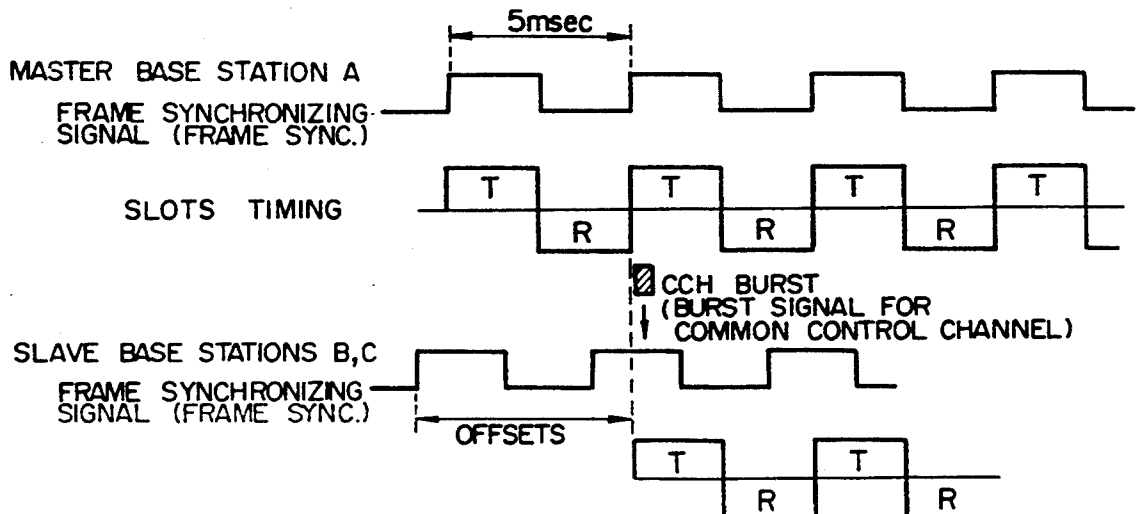 5msec
MASTER BASE STATION A
FRAME SYNCHRONIZING
SIGNAL (FRAME SYNC.)
T T T T
SLOTS TIMING
R R R
CCH BURST
(BURST SIGNAL FOR
COMMON CONTROL CHANNEL)
SLAVE BASE STATIONS B,C
FRAME SYNCHRONIZING
SIGNAL (FRAME SYNC.)
OFFSETS
T T
R R